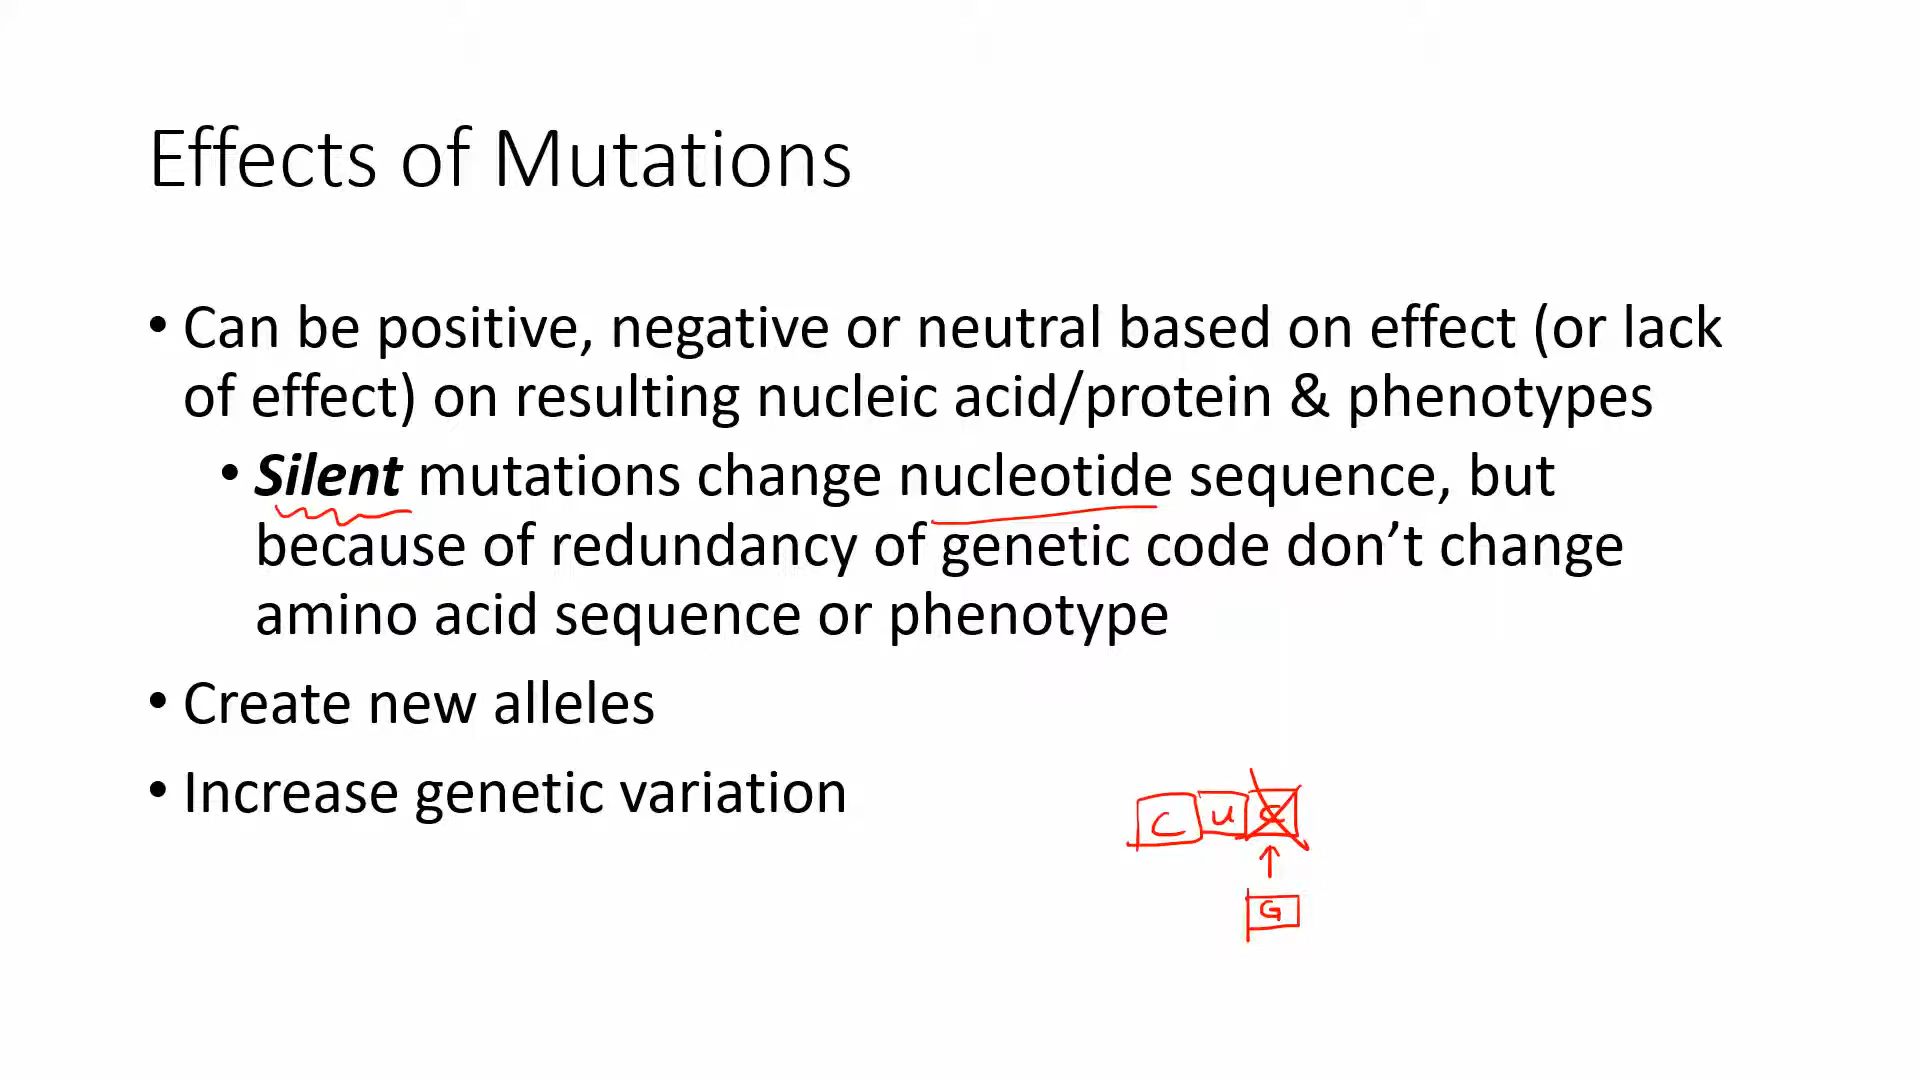 Effects of Mutations
• Can be positive, negative or neutral based on effect (or lack
of effect) on resulting nucleic acid/protein & phenotypes
• Silent mutations change nucleotide sequence, but
because of redundancy of genetic code don’t change
amino acid sequence or phenotype
• Create new alleles
• Increase genetic variation
C U C
G